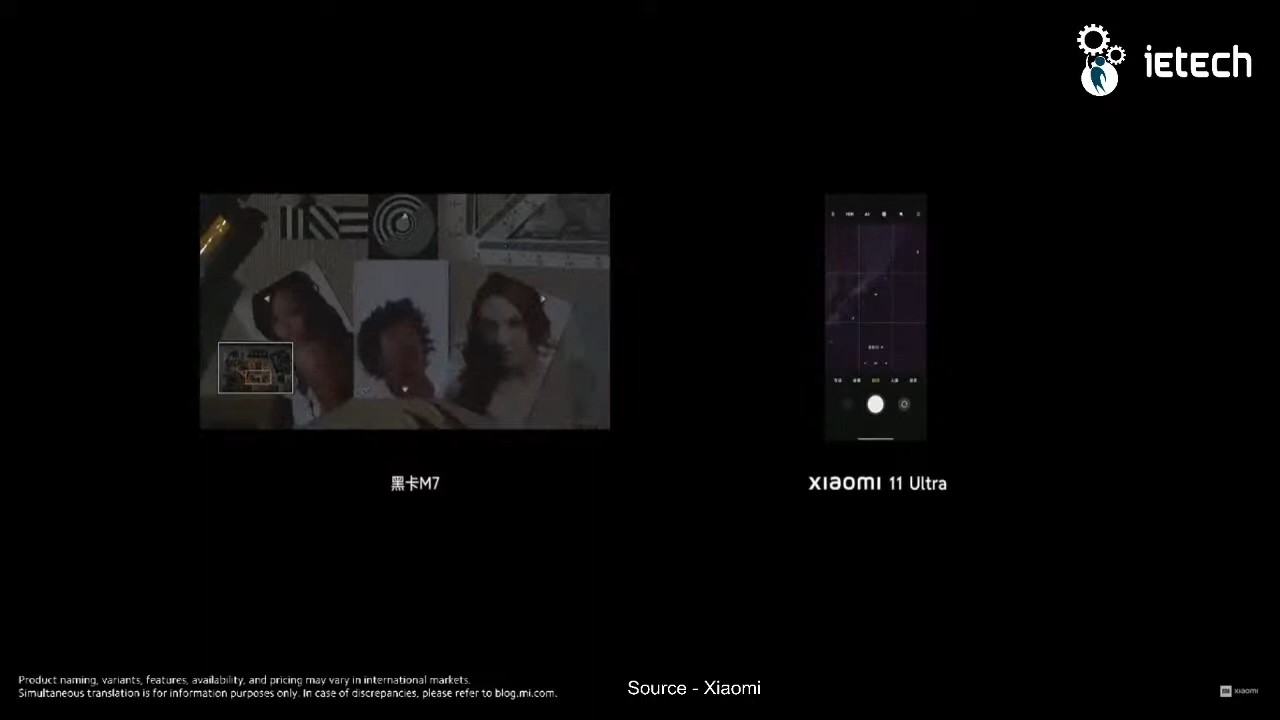 ietech
黑卡M7
xiaomi 11 Ultra
Product naming, variants, features, availability, and pricing may vary in international markets.
Simultaneous translation is for information purposes only. In case of discrepancies, please refer to blog.mi.com.
Source - Xiaomi
mi xiaomi